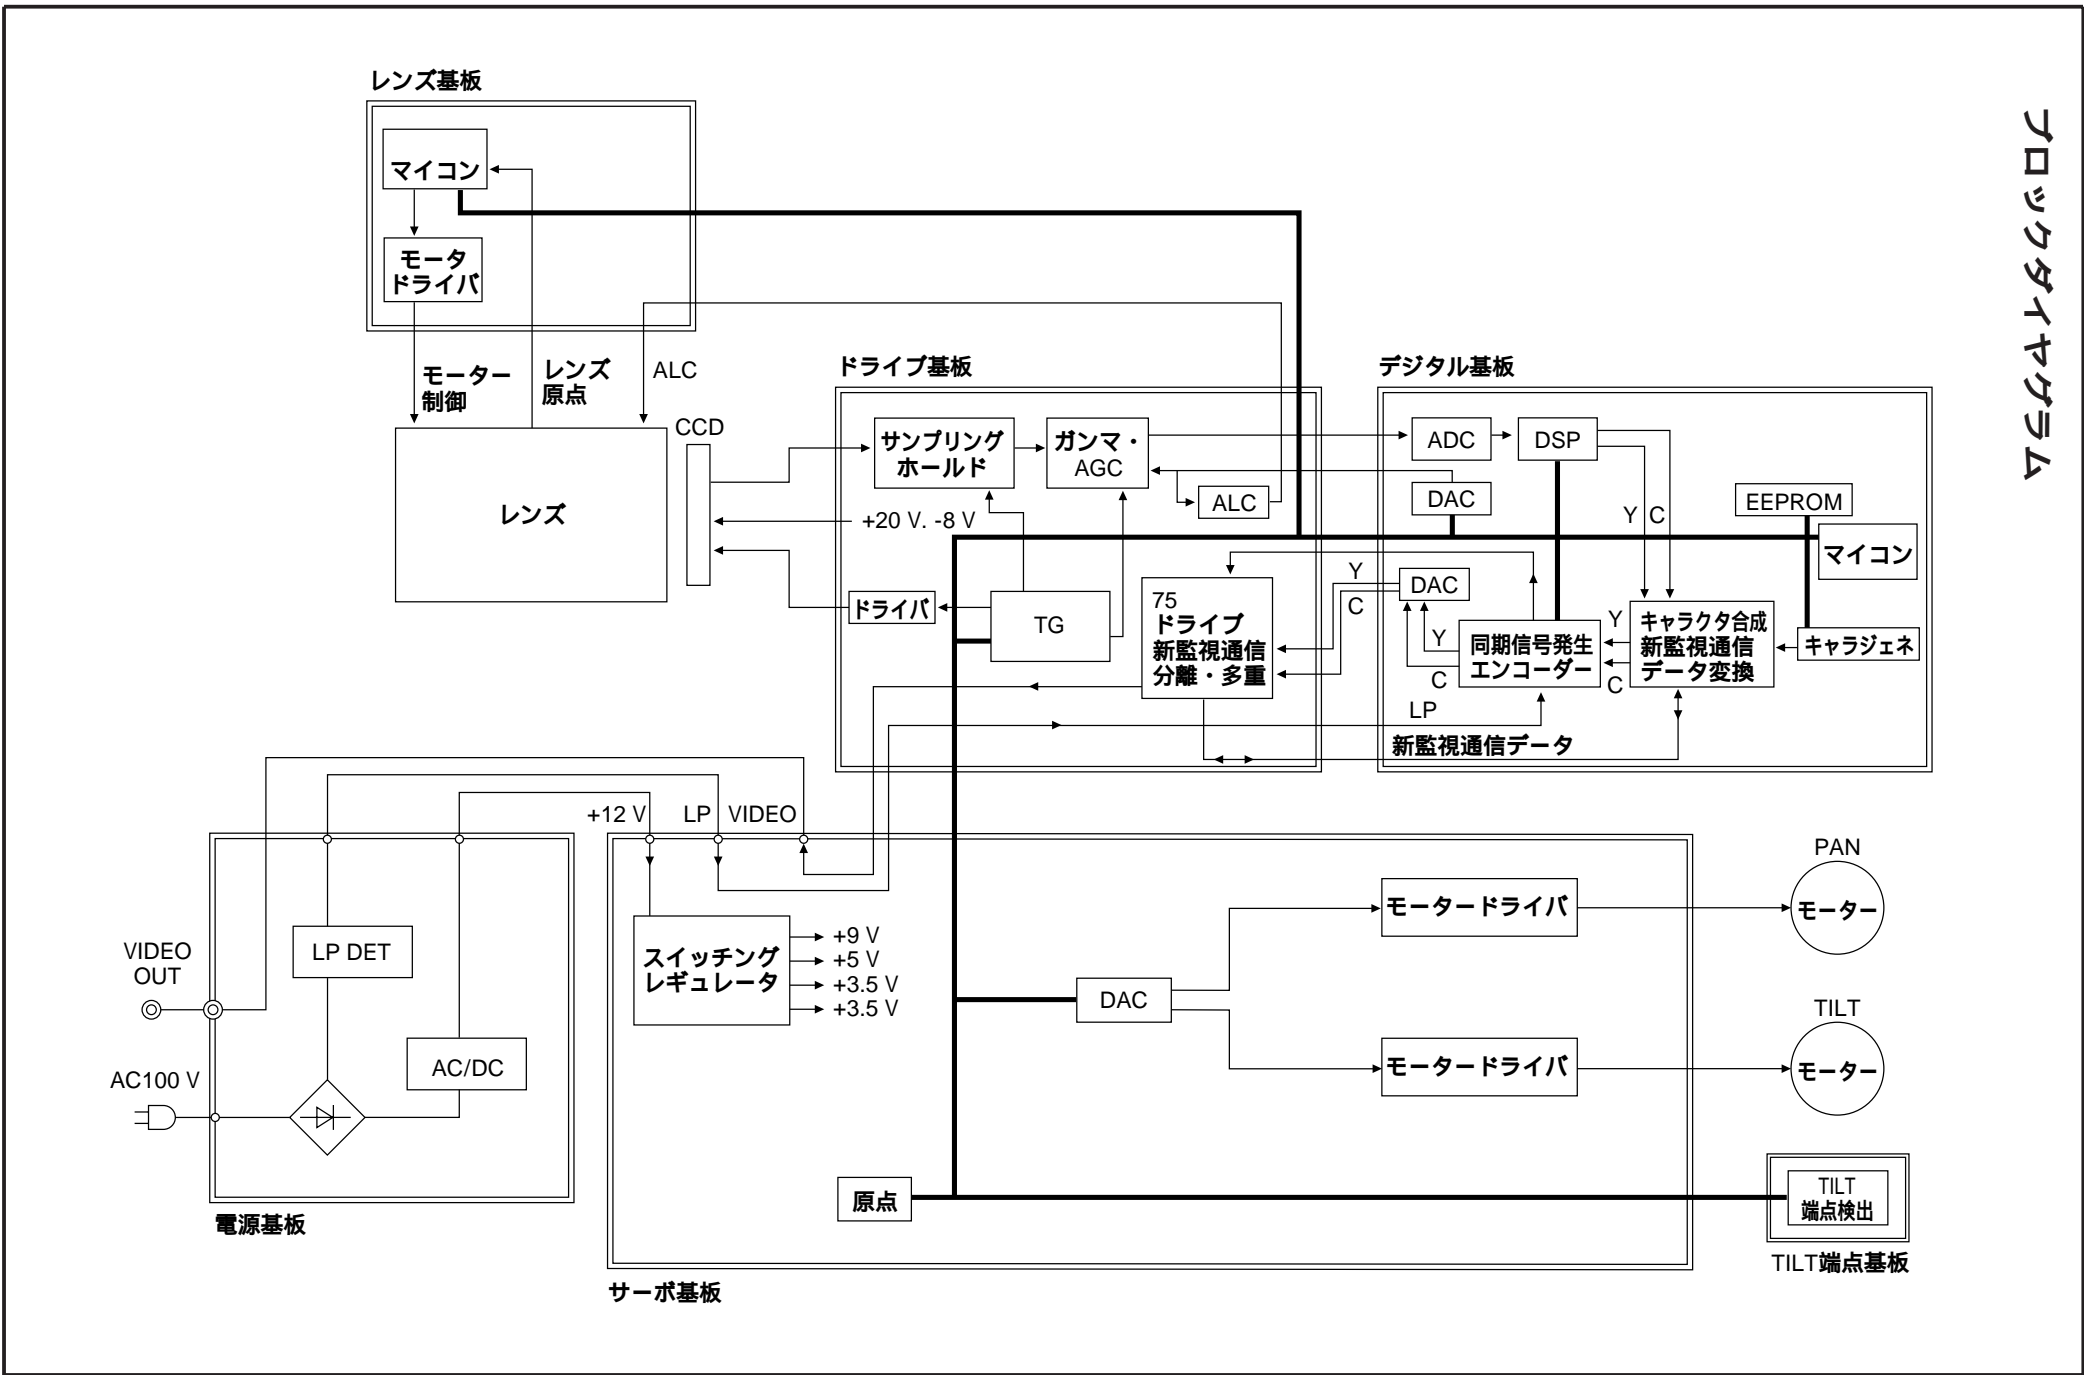 ブロックダイヤグラム
レンズ基板
マイコン
モータ
ドライバ
モーター
制御
レンズ
原点
ALC
レンズ
CCD
ドライブ基板
サンプリング
ホールド
ガンマ・
AGC
ALC
+20 V. -8 V
ドライバ
TG
75
ドライブ
新監視通信
分離・多重
デジタル基板
ADC
DSP
DAC
EEPROM
マイコン
Y C
DAC
Y
C
Y
C
同期信号発生
エンコーダー
Y
C
キャラクタ合成
新監視通信
データ変換
キャラジェネ
LP
新監視通信データ
+12 V
LP
VIDEO
VIDEO
OUT
LP DET
AC/DC
AC100 V
電源基板
スイッチング
レギュレータ
+9 V
+5 V
+3.5 V
+3.5 V
DAC
モータードライバ
モータードライバ
PAN
モーター
TILT
モーター
原点
TILT
端点検出
TILT端点基板
サーボ基板